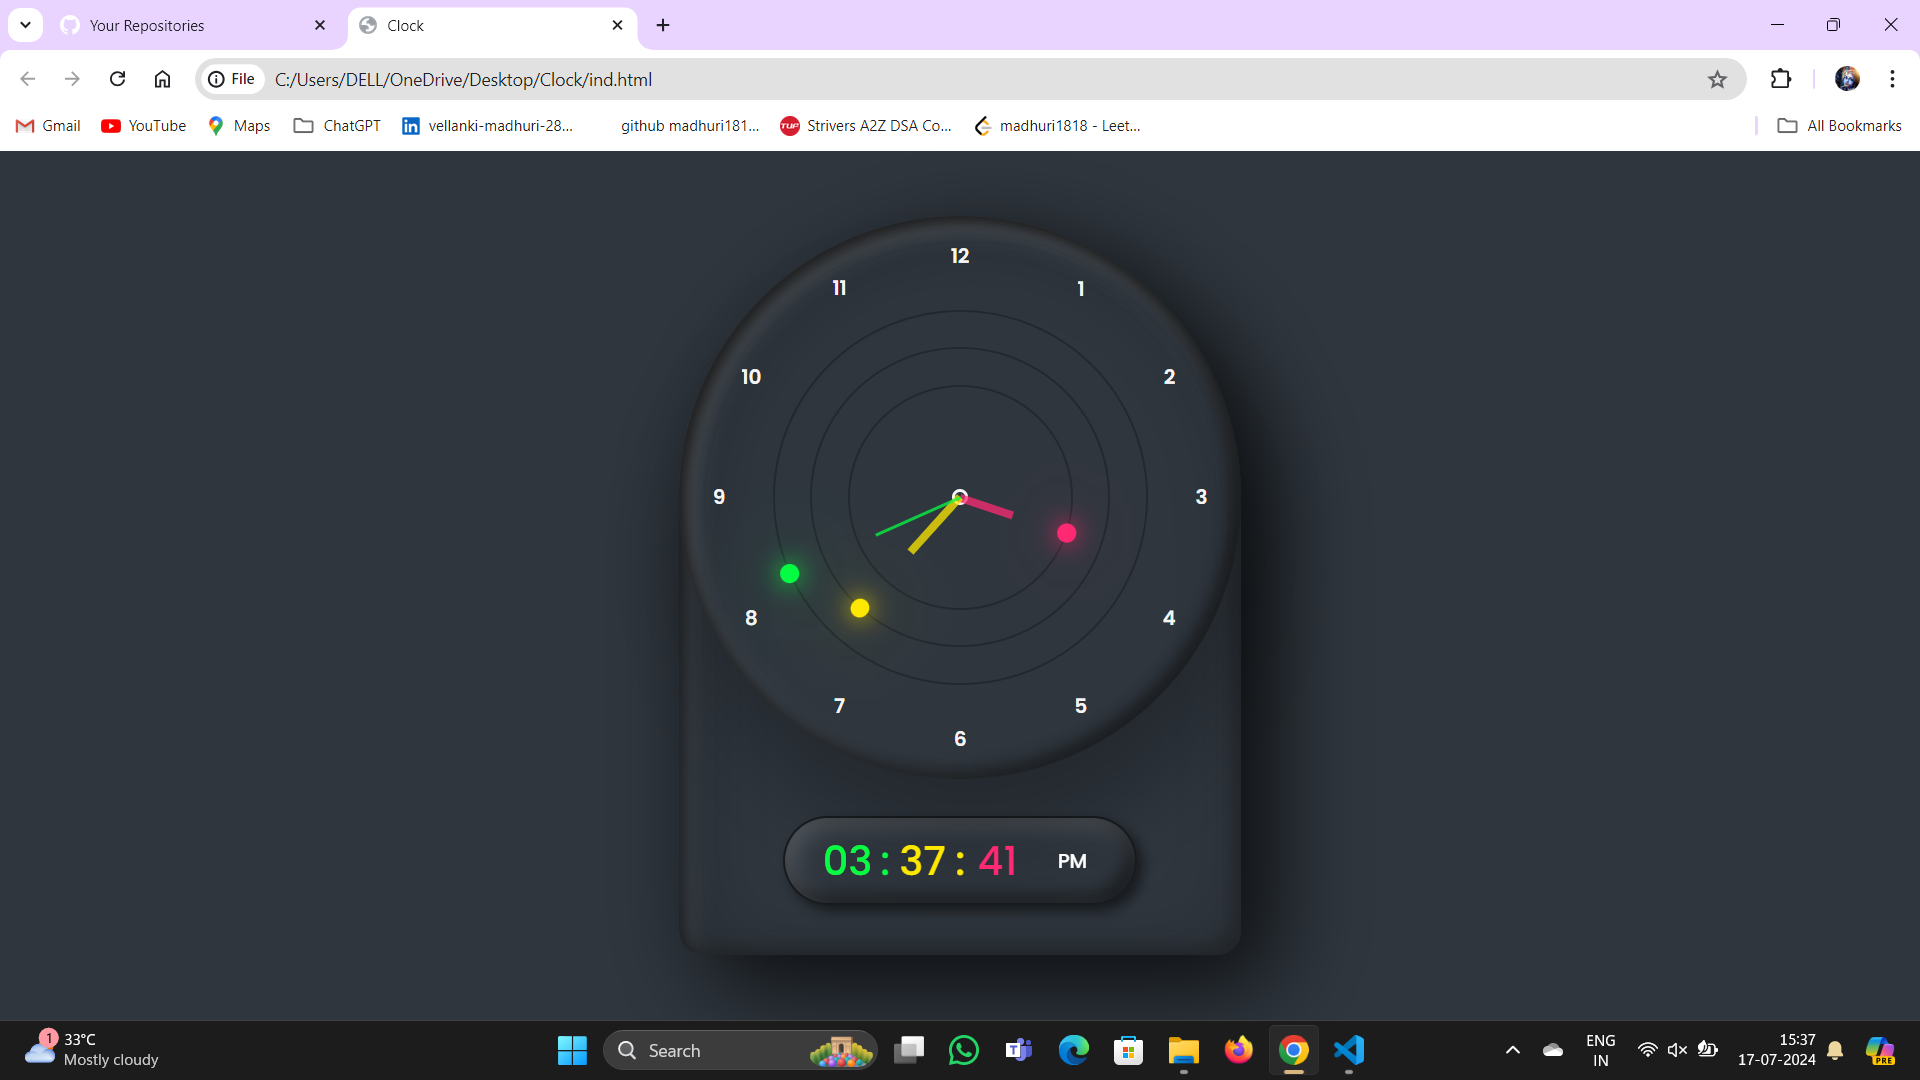 Your Repositories
Clock
File
C:/Users/DELL/OneDrive/Desktop/Clock/ind.html
Gmail
YouTube
Maps
ChatGPT
vellanki-madhuri-28...
github madhuri181...
TUF
Strivers A2Z DSA Co...
madhuri1818 - Leet...
All Bookmarks
12
11
1
10
2
9
3
8
4
7
5
6
03 : 37 : 41 PM
1
33°C
Mostly cloudy
Search
ENG
IN
15:37
17-07-2024
PRE